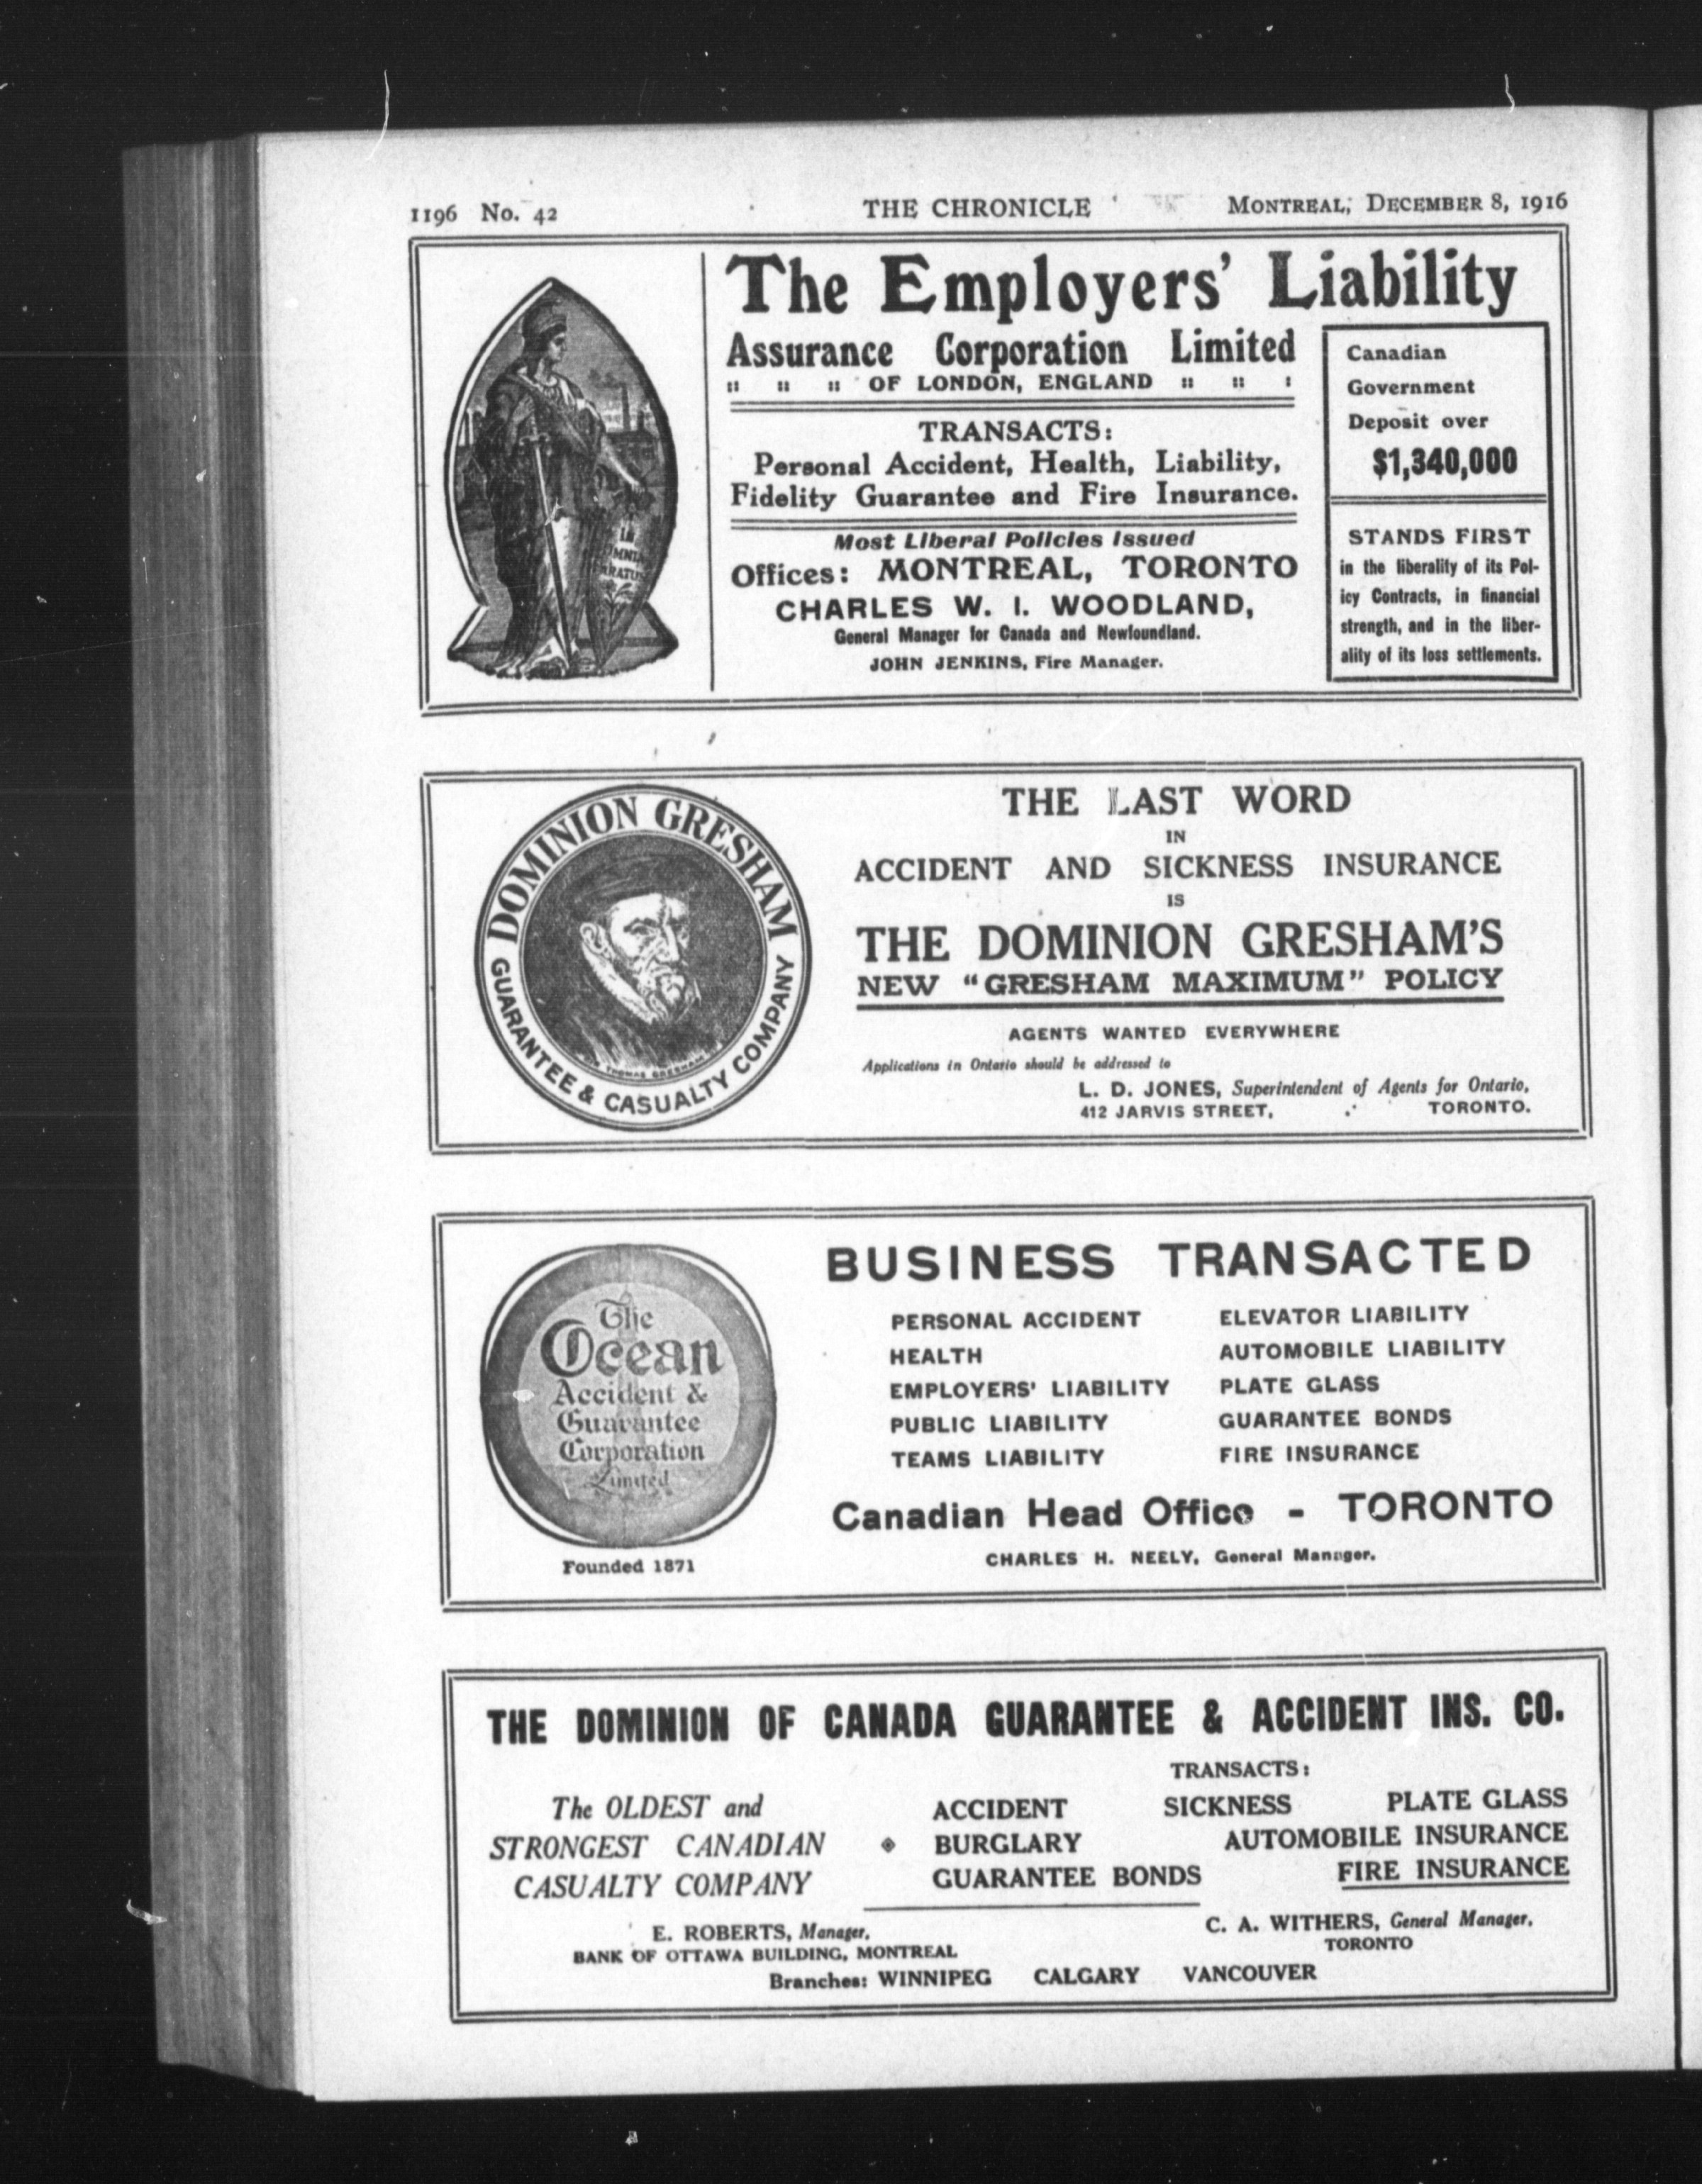 1196 No. 42 THE CHRONICLE MONTREAL, DECEMBER 8, 1916
The Employers' Liability
Assurance Corporation Limited
:: :: :: OF LONDON, ENGLAND :: :: :
TRANSACTS:
Personal Accident, Health, Liability,
Fidelity Guarantee and Fire Insurance.
Most Liberal Policies Issued
Offices: MONTREAL, TORONTO
CHARLES W. I. WOODLAND,
General Manager for Canada and Newfoundland.
JOHN JENKINS, Fire Manager.
Canadian
Government
Deposit over
$1,340,000
STANDS FIRST
in the liberality of its Pol-
icy Contracts, in financial
strength, and in the liber-
ality of its loss settlements.
DOMINION GRESHAM
GUARANTEE & CASUALTY COMPANY
THOMAS GRESHAM
THE LAST WORD
IN
ACCIDENT AND SICKNESS INSURANCE
IS
THE DOMINION GRESHAM'S
NEW "GRESHAM MAXIMUM" POLICY
AGENTS WANTED EVERYWHERE
Applications in Ontario should be addressed to
L. D. JONES, Superintendent of Agents for Ontario,
412 JARVIS STREET, TORONTO.
The
Ocean
Accident &
Guarantee
Corporation
Limited
Founded 1871
BUSINESS TRANSACTED
PERSONAL ACCIDENT
HEALTH
EMPLOYERS' LIABILITY
PUBLIC LIABILITY
TEAMS LIABILITY
ELEVATOR LIABILITY
AUTOMOBILE LIABILITY
PLATE GLASS
GUARANTEE BONDS
FIRE INSURANCE
Canadian Head Office - TORONTO
CHARLES H. NEELY, General Manager.
THE DOMINION OF CANADA GUARANTEE & ACCIDENT INS. CO.
The OLDEST and
STRONGEST CANADIAN
CASUALTY COMPANY
TRANSACTS:
ACCIDENT SICKNESS PLATE GLASS
BURGLARY AUTOMOBILE INSURANCE
GUARANTEE BONDS FIRE INSURANCE
E. ROBERTS, Manager,
BANK OF OTTAWA BUILDING, MONTREAL
C. A. WITHERS, General Manager,
TORONTO
Branches: WINNIPEG CALGARY VANCOUVER